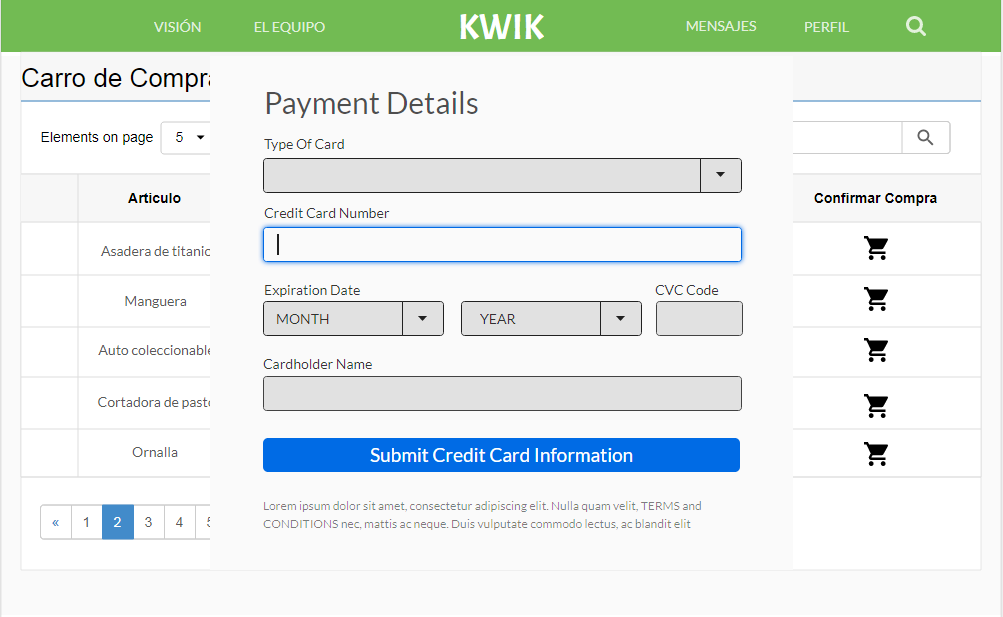 VISIÓN EL EQUIPO KWIK MENSAJES PERFIL
Carro de Compra
Payment Details
Elements on page 5
Type Of Card
Articulo
Confirmar Compra
Credit Card Number
Asadera de titanio
Manguera
Expiration Date CVC Code
MONTH YEAR
Auto coleccionable
Cardholder Name
Cortadora de pasto
Ornalla
Submit Credit Card Information
Lorem ipsum dolor sit amet, consectetur adipiscing elit. Nulla quam velit, TERMS and
CONDITIONS nec, mattis ac neque. Duis vulputate commodo lectus, ac blandit elit
« 1 2 3 4 5